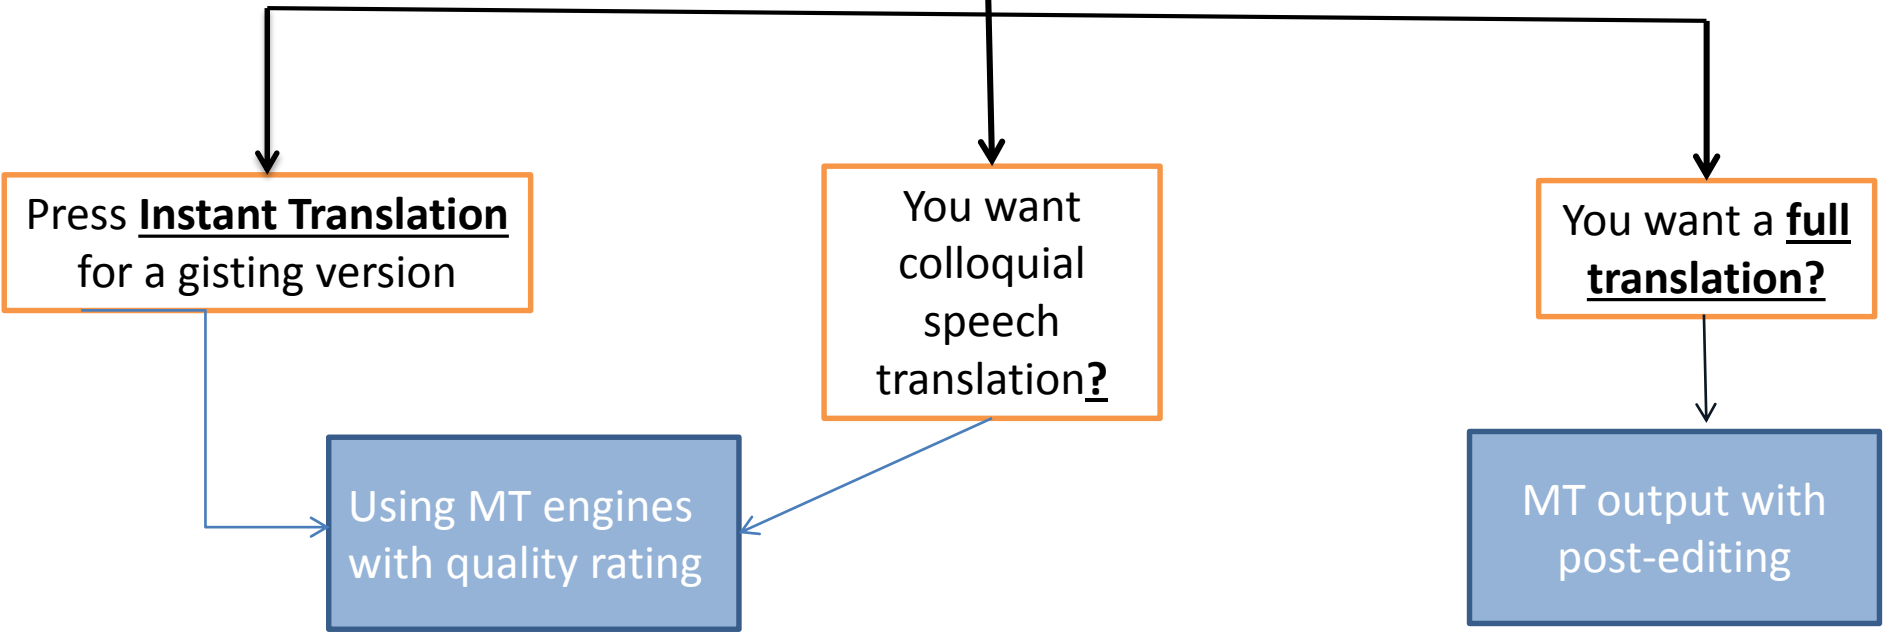 Press Instant Translation
for a gisting version
You want
colloquial
speech
translation?
You want a full
translation?
Using MT engines
with quality rating
MT output with
post-editing